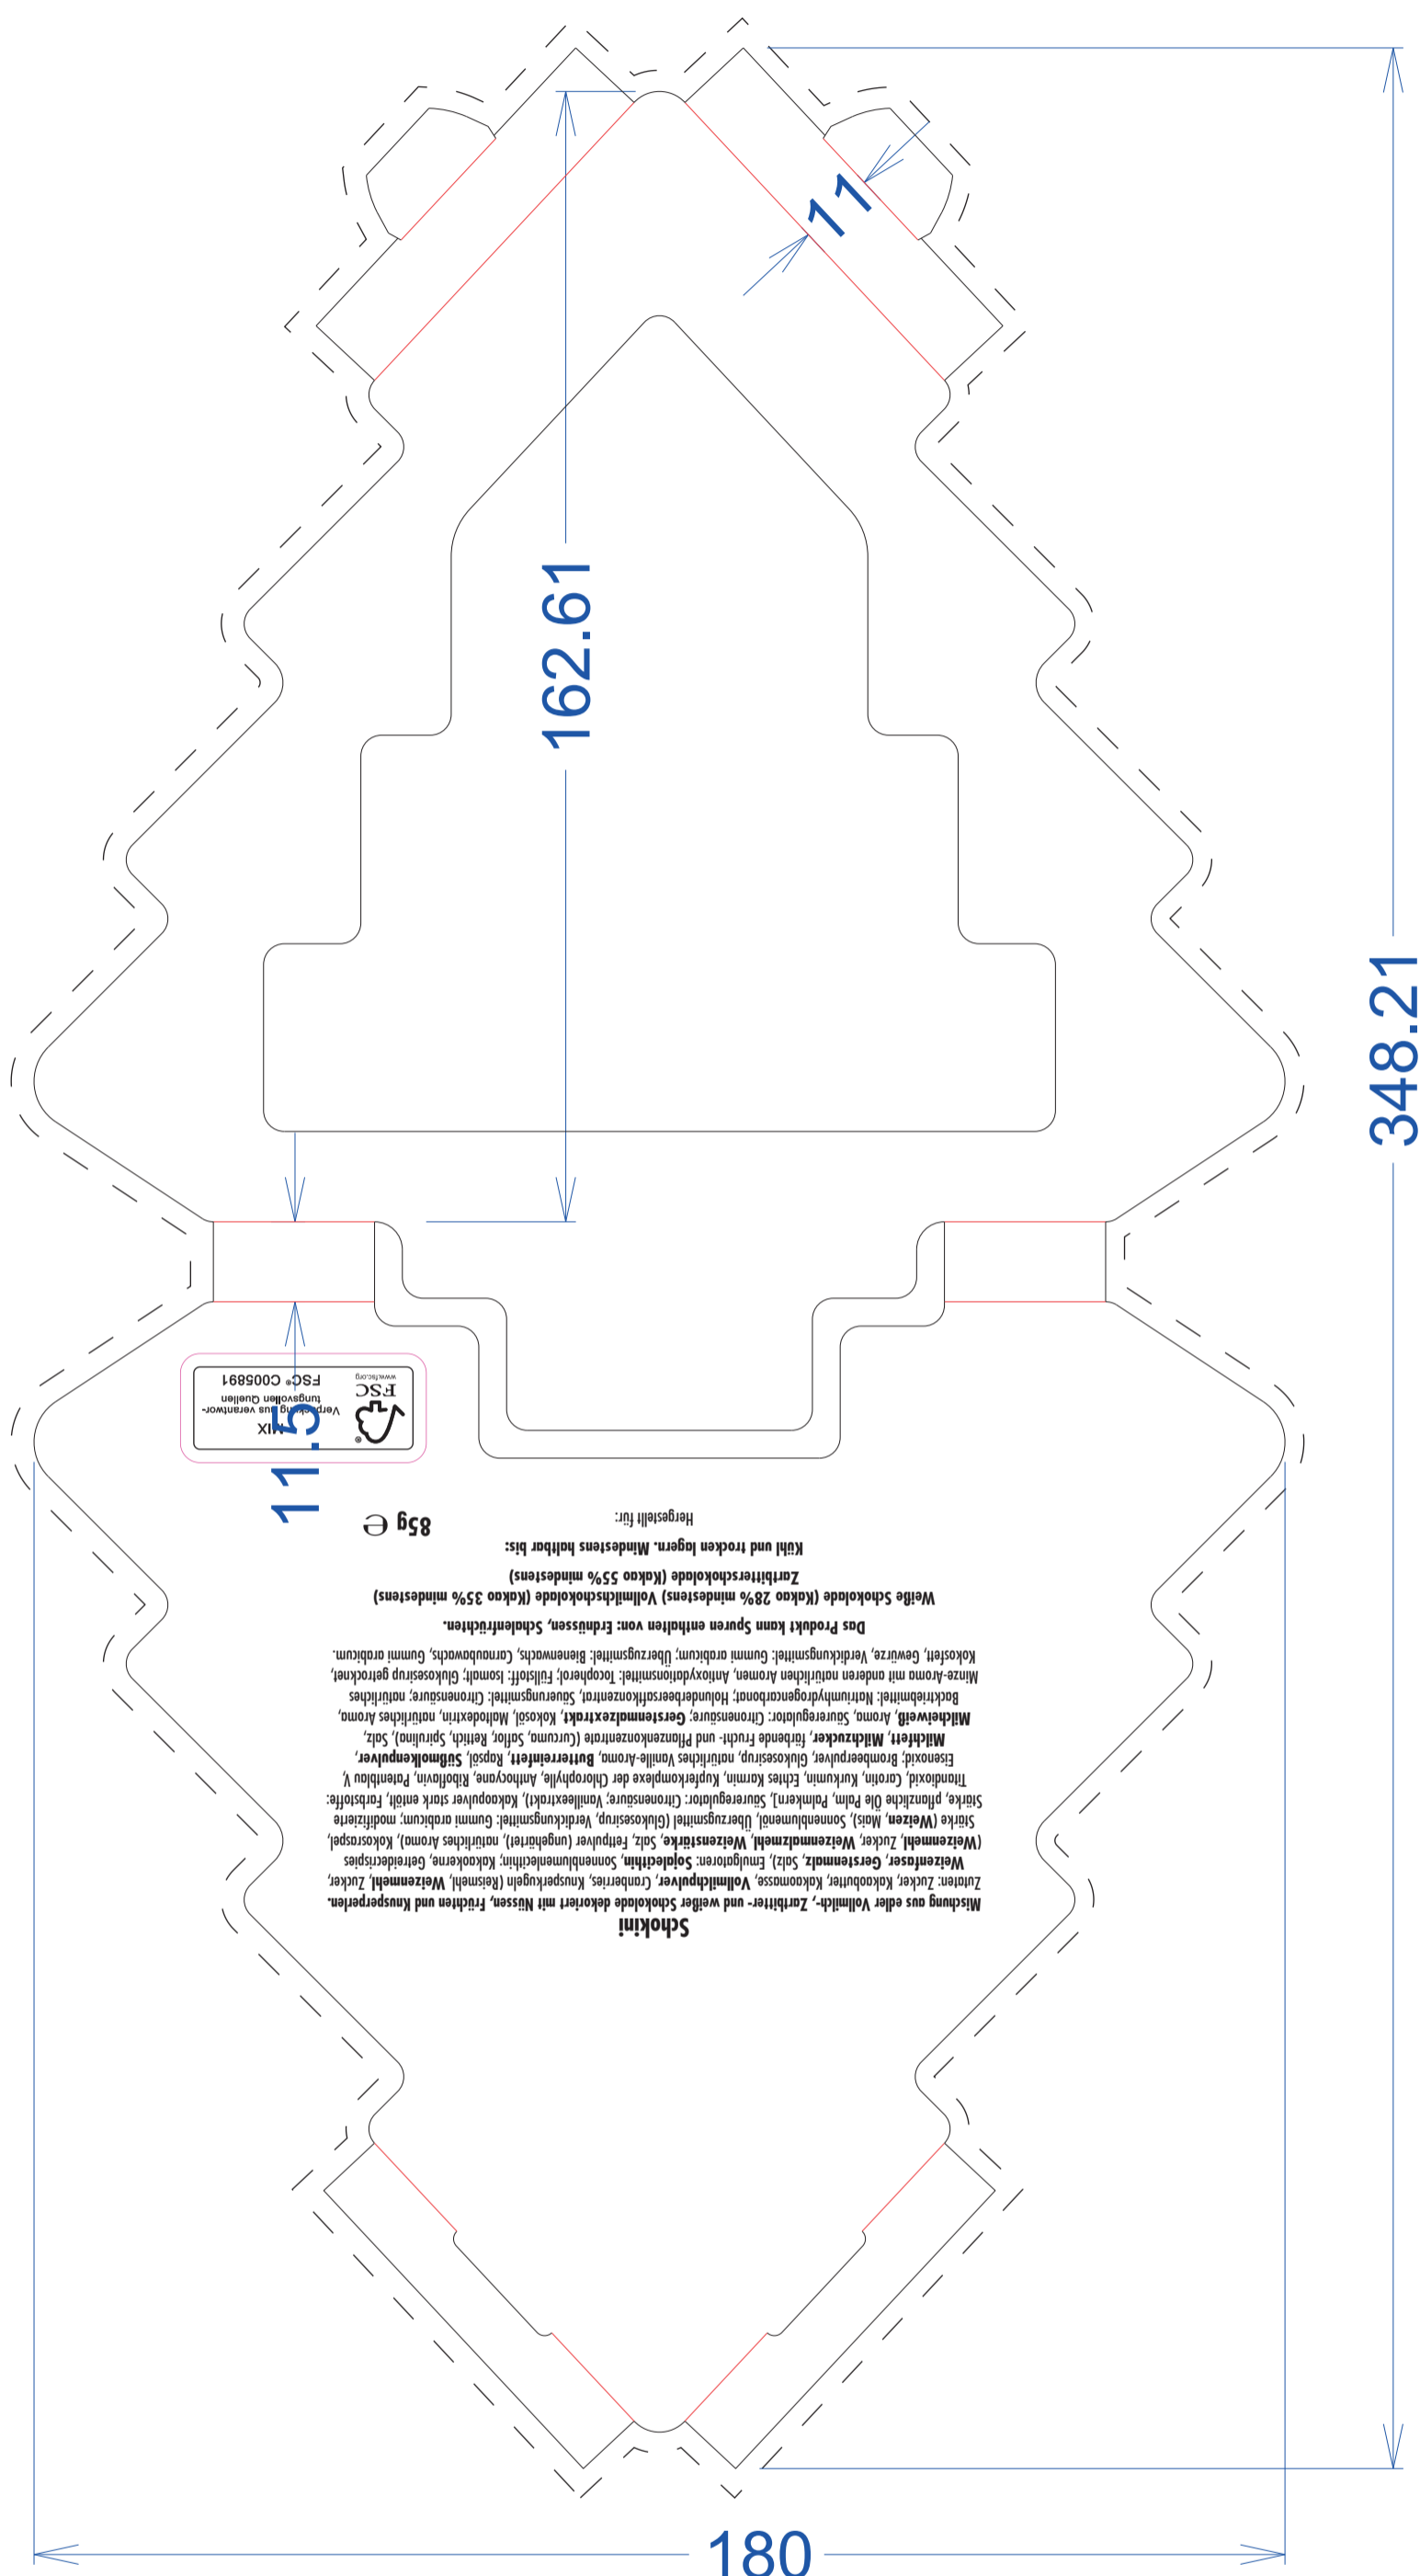 11
162.61
348.21
11.5
180
Schokini
Mischung aus edler Vollmilch-, Zartbitter- und weißer Schokolade dekoriert mit Nüssen, Früchten und Knusperperlen.
Zutaten: Zucker, Kakaobutter, Kakaomasse, Vollmilchpulver, Cranberries, Knusperkugeln (Reismehl, Weizenmehl, Zucker,
Weizenfaser, Gerstenmalz, Salz), Emulgatoren: Sojalecithin, Sonnenblumenlecithin; Kakaokerne, Getreidecrispies
(Weizenmehl, Zucker, Weizenmalzmehl, Weizenstärke, Salz, Fettpulver (ungehärtet), natürliches Aroma), Kokosraspel,
Stärke (Weizen, Mais), Sonnenblumenöl, Überzugsmittel (Glukosesirup, Verdickungsmittel: Gummi arabicum; modifizierte
Stärke, pflanzliche Öle Palm, Palmkern], Säureregulator: Citronensäure; Vanilleextrakt), Kakaopulver stark entölt, Farbstoffe:
Titandioxid, Carotin, Kurkumin, Echtes Karmin, Kupferkomplexe der Chlorophylle, Anthocyane, Riboflavin, Patentblau V,
Eisenoxid; Brombeerpulver, Glukosesirup, natürliches Vanille-Aroma, Butterreinfett, Rapsöl, Süßmolkenpulver,
Milchfett, Milchzucker, färbende Frucht- und Pflanzenkonzentrate (Curcuma, Saflor, Rettich, Spirulina), Salz,
Milcheiweiß, Aroma, Säureregulator: Citronensäure; Gerstenmalzextrakt, Kokosöl, Maltodextrin, natürliches Aroma,
Backtriebmittel: Natriumhydrogencarbonat; Holunderbeersaftkonzentrat, Säuerungsmittel: Citronensäure; natürliches
Minze-Aroma mit anderen natürlichen Aromen, Antioxydationsmittel: Tocopherol; Füllstoff: Isomalt; Glukosesirup getrocknet,
Kokosfett, Gewürze, Verdickungsmittel: Gummi arabicum; Überzugsmittel: Bienenwachs, Carnaubawachs, Gummi arabicum.
Das Produkt kann Spuren enthalten von: Erdnüssen, Schalenfrüchten.
Weiße Schokolade (Kakao 28% mindestens) Vollmilchschokolade (Kakao 35% mindestens)
Zartbitterschokolade (Kakao 55% mindestens)
Kühl und trocken lagern. Mindestens haltbar bis:
Hergestellt für:
85g ℮
®
FSC
www.fsc.org
MIX
Verpackung aus verantwor-
tungsvollen Quellen
FSC® C005891